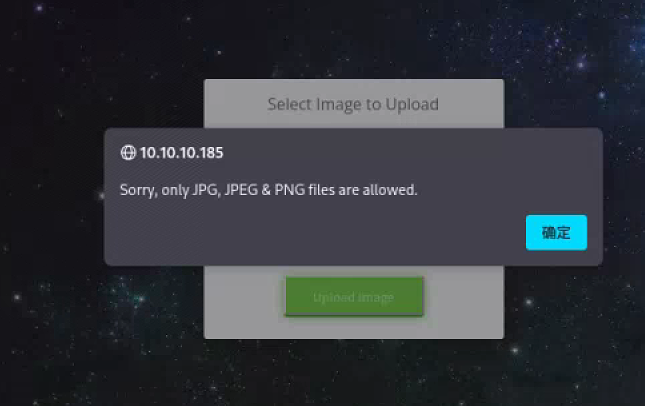 Select Image to Upload
10.10.10.185
Sorry, only JPG, JPEG & PNG files are allowed.
确定
Upload Image